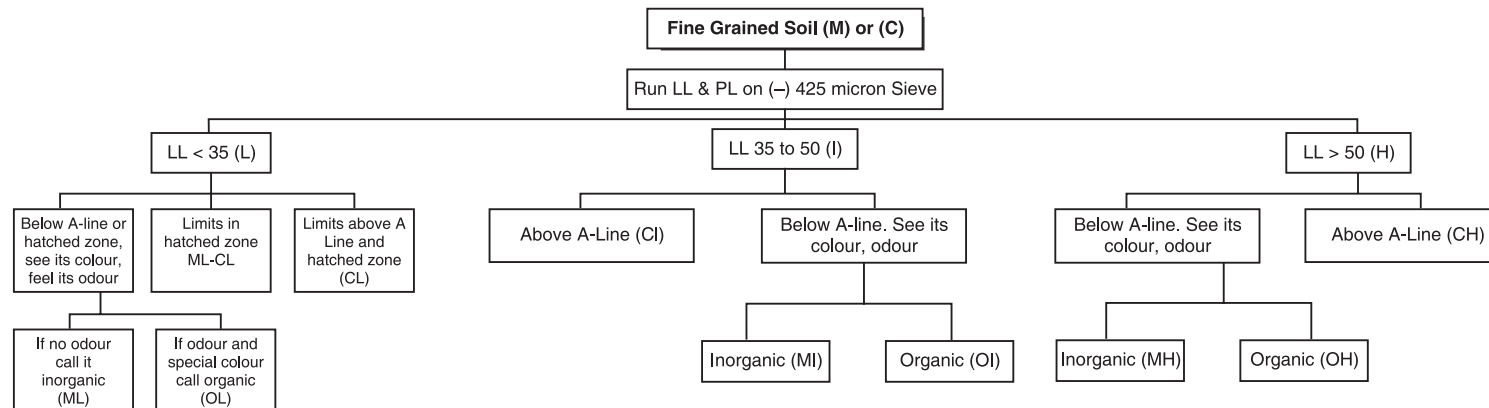 Fine Grained Soil (M) or (C)
Run LL & PL on (–) 425 micron Sieve
LL < 35 (L)
LL 35 to 50 (I)
LL > 50 (H)
Below A-line or
hatched zone,
see its colour,
feel its odour
Limits in
hatched zone
ML-CL
Limits above A
Line and
hatched zone
(CL)
Above A-Line (CI)
Below A-line. See its
colour, odour
Below A-line. See its
colour, odour
Above A-Line (CH)
If no odour
call it
inorganic
(ML)
If odour and
special colour
call organic
(OL)
Inorganic (MI)
Organic (OI)
Inorganic (MH)
Organic (OH)